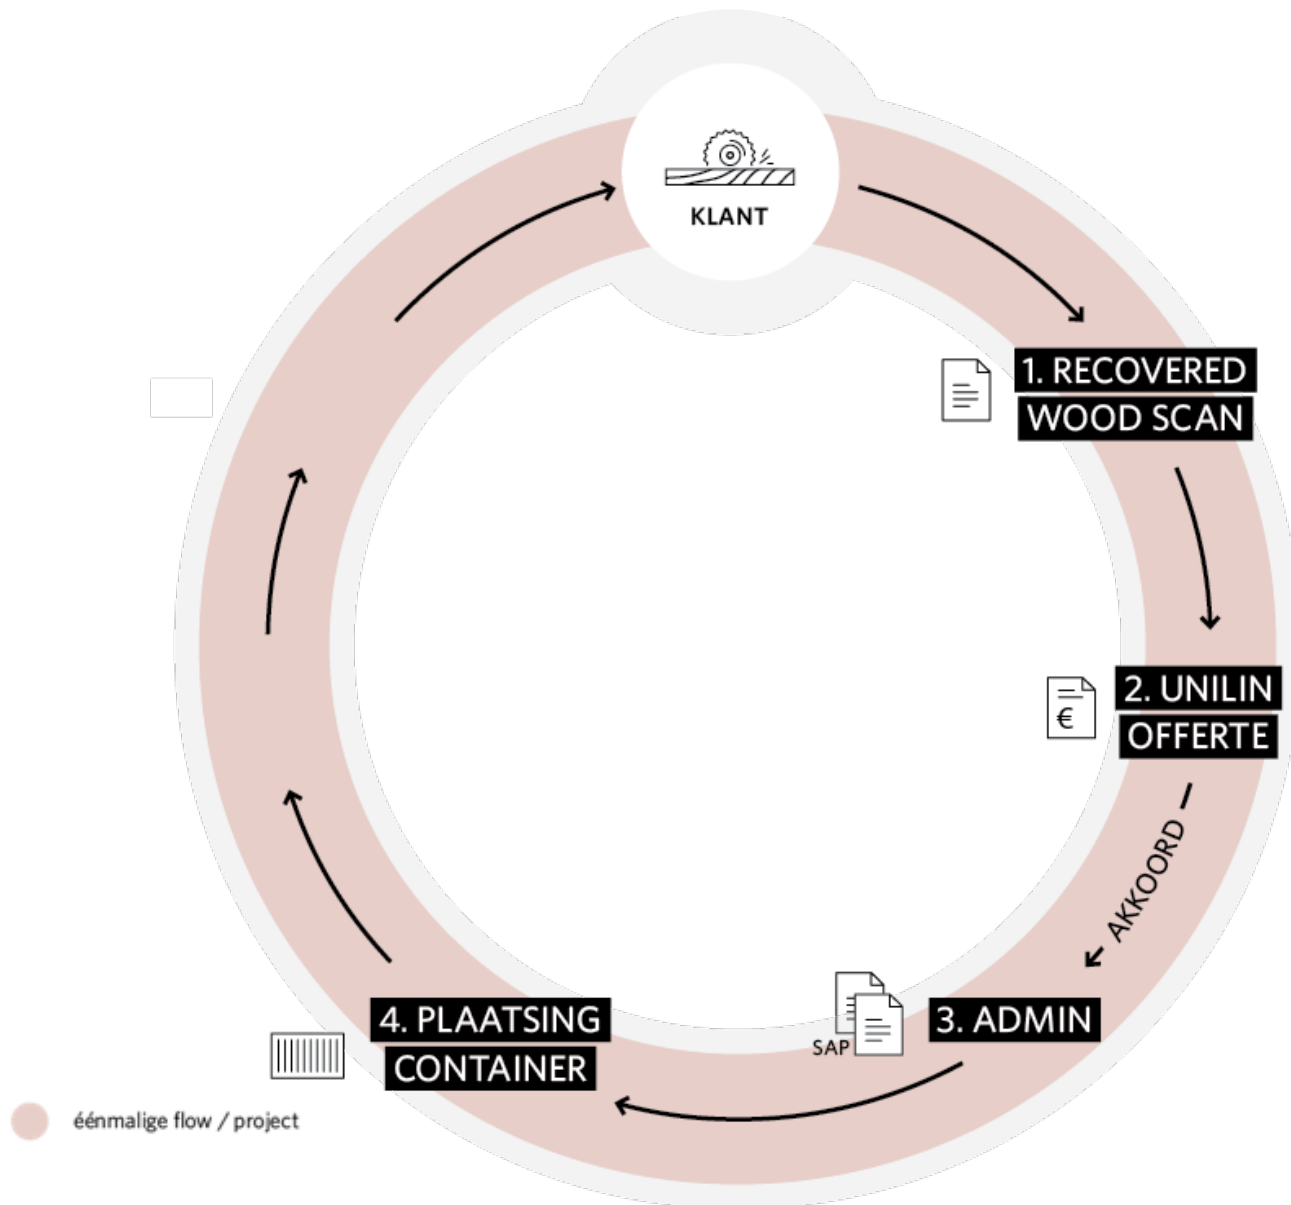 KLANT
1. RECOVERED
WOOD SCAN
2. UNILIN
OFFERTE
€
AKKOORD
3. ADMIN
SAP
4. PLAATSING
CONTAINER
éénmalige flow / project